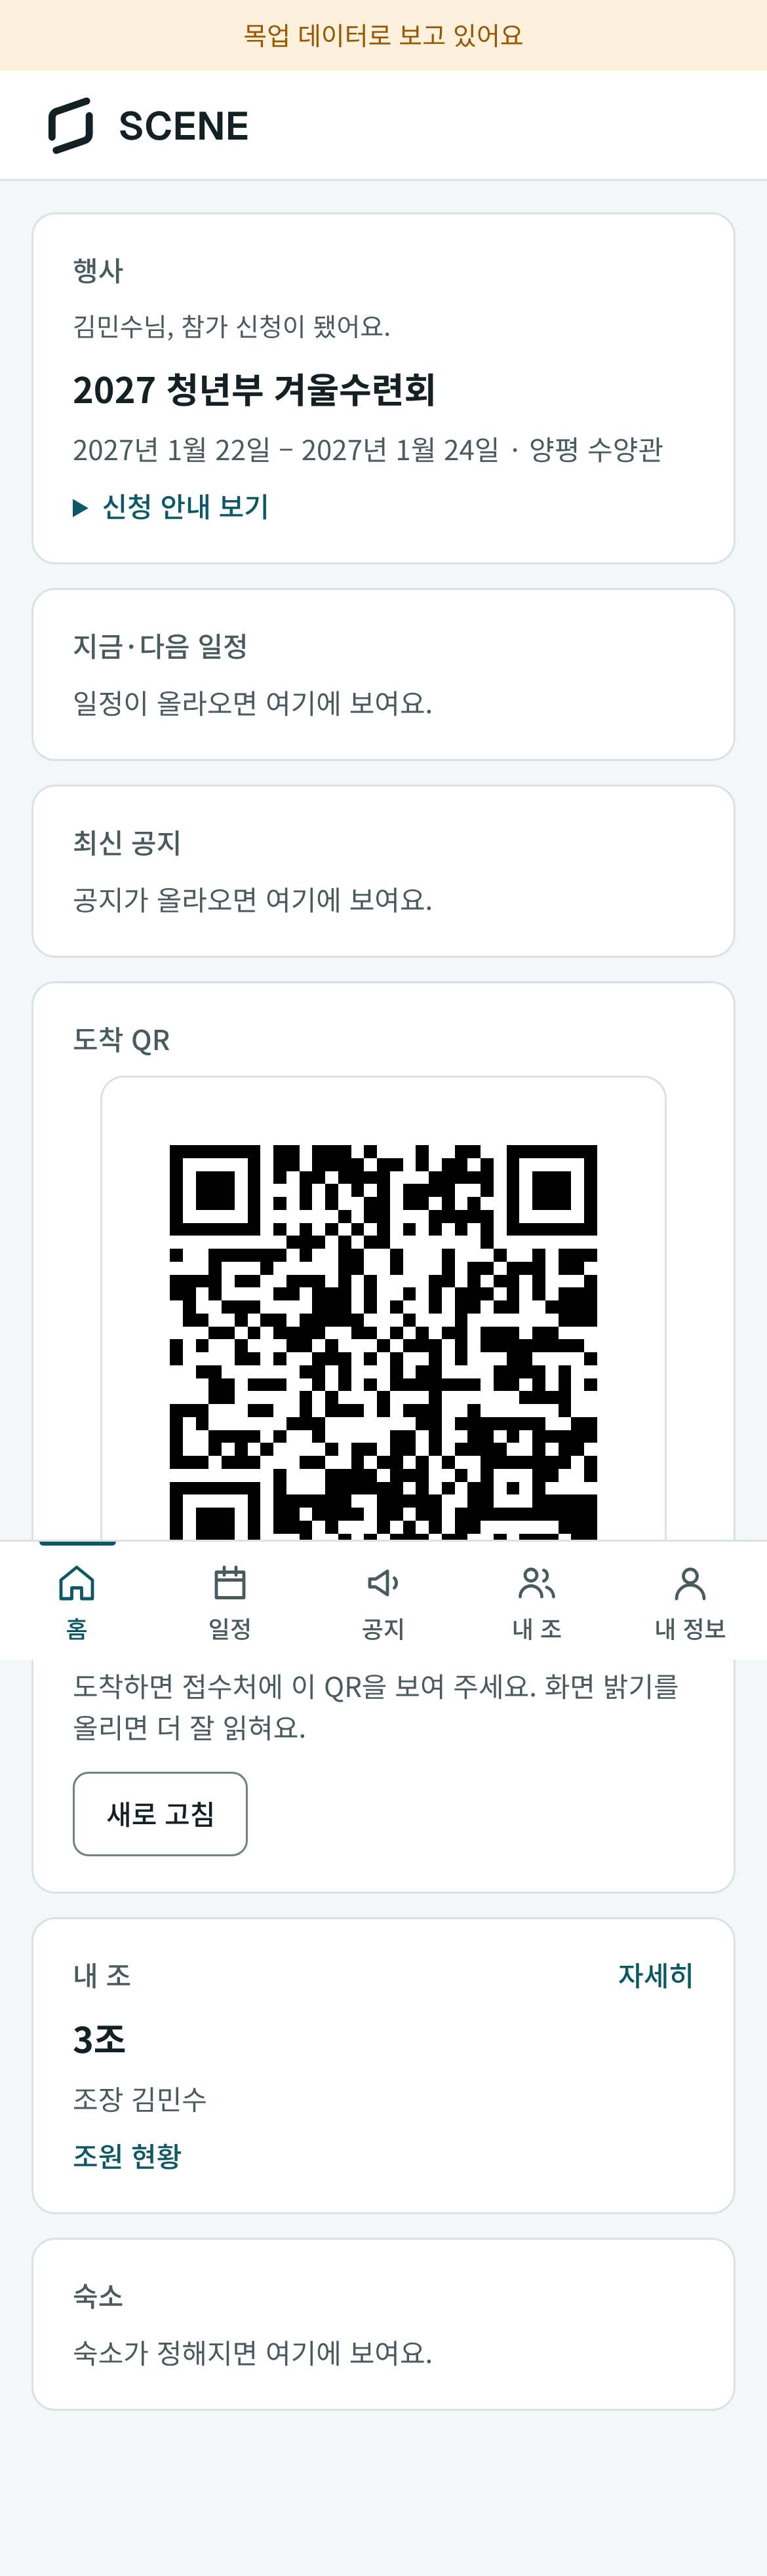 목업 데이터로 보고 있어요
SCENE
행사
김민수님, 참가 신청이 됐어요.
2027 청년부 겨울수련회
2027년 1월 22일 – 2027년 1월 24일 · 양평 수양관
▶ 신청 안내 보기
지금·다음 일정
일정이 올라오면 여기에 보여요.
최신 공지
공지가 올라오면 여기에 보여요.
도착 QR
홈
일정
공지
내 조
내 정보
도착하면 접수처에 이 QR을 보여 주세요. 화면 밝기를
올리면 더 잘 읽혀요.
새로 고침
내 조
자세히
3조
조장 김민수
조원 현황
숙소
숙소가 정해지면 여기에 보여요.